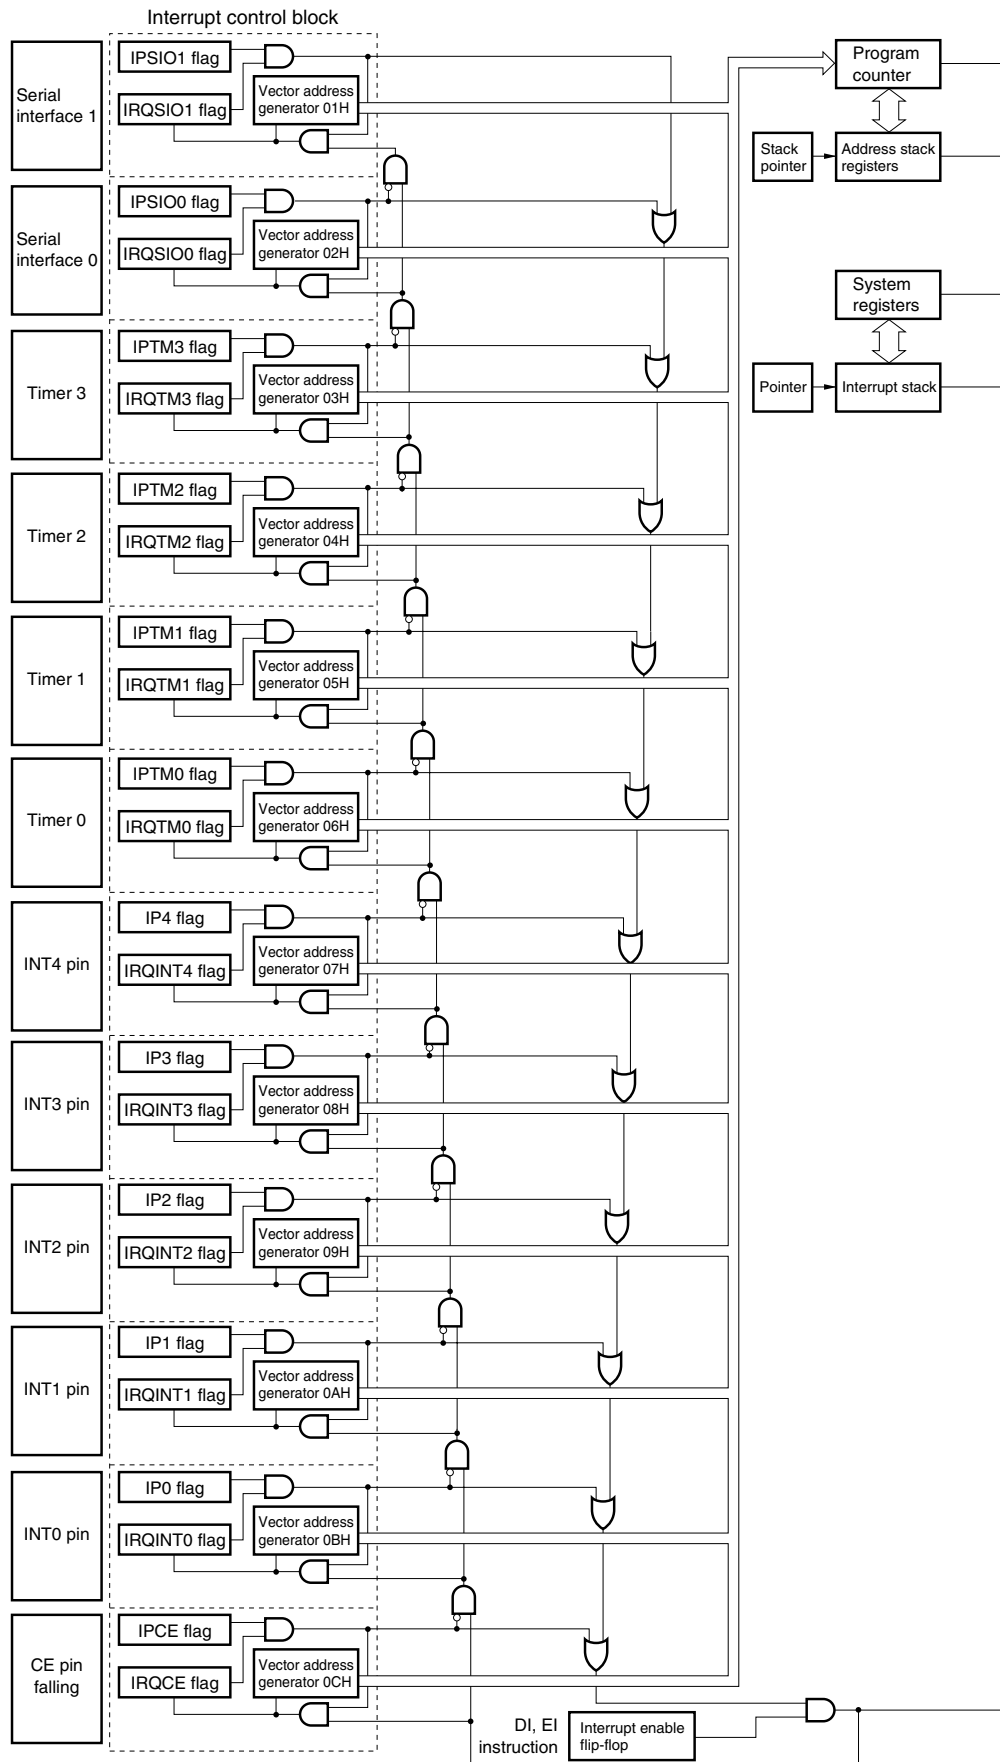 Interrupt control block
Serial
interface 1
IPSIO1 flag
IRQSIO1 flag
Vector address
generator 01H
Program
counter
Stack
pointer
Address stack
registers
Serial
interface 0
IPSIO0 flag
IRQSIO0 flag
Vector address
generator 02H
System
registers
Timer 3
IPTM3 flag
IRQTM3 flag
Vector address
generator 03H
Pointer
Interrupt stack
Timer 2
IPTM2 flag
IRQTM2 flag
Vector address
generator 04H
Timer 1
IPTM1 flag
IRQTM1 flag
Vector address
generator 05H
Timer 0
IPTM0 flag
IRQTM0 flag
Vector address
generator 06H
INT4 pin
IP4 flag
IRQINT4 flag
Vector address
generator 07H
INT3 pin
IP3 flag
IRQINT3 flag
Vector address
generator 08H
INT2 pin
IP2 flag
IRQINT2 flag
Vector address
generator 09H
INT1 pin
IP1 flag
IRQINT1 flag
Vector address
generator 0AH
INT0 pin
IP0 flag
IRQINT0 flag
Vector address
generator 0BH
CE pin
falling
IPCE flag
IRQCE flag
Vector address
generator 0CH
DI, EI
instruction
Interrupt enable
flip-flop